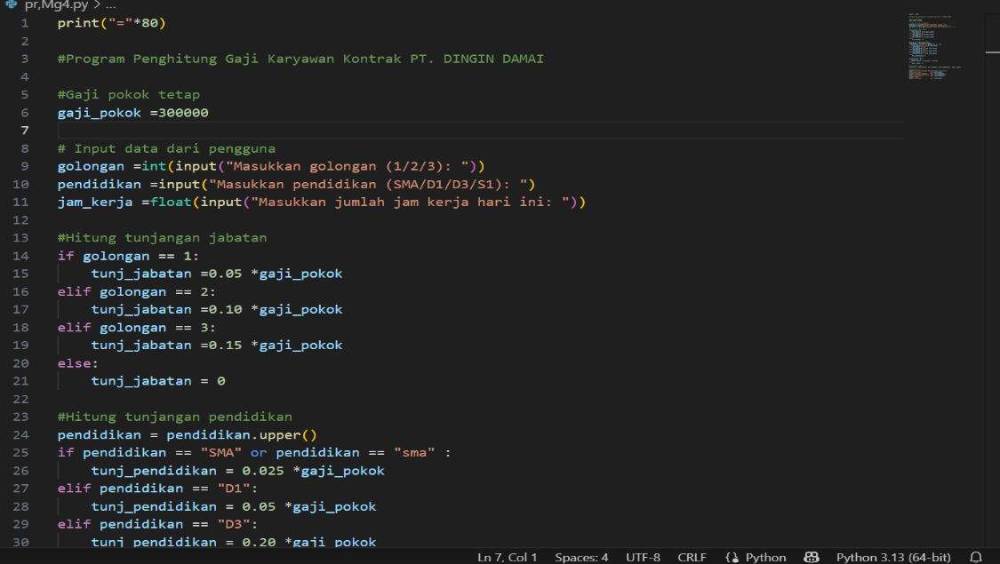 pr,Mg4.py > ...
1 print("="*80)
2
3 #Program Penghitung Gaji Karyawan Kontrak PT. DINGIN DAMAI
4
5 #Gaji pokok tetap
6 gaji_pokok =300000
7
8 # Input data dari pengguna
9 golongan =int(input("Masukkan golongan (1/2/3): "))
10 pendidikan =input("Masukkan pendidikan (SMA/D1/D3/S1): ")
11 jam_kerja =float(input("Masukkan jumlah jam kerja hari ini: "))
12
13 #Hitung tunjangan jabatan
14 if golongan == 1:
15     tunj_jabatan =0.05 *gaji_pokok
16 elif golongan == 2:
17     tunj_jabatan =0.10 *gaji_pokok
18 elif golongan == 3:
19     tunj_jabatan =0.15 *gaji_pokok
20 else:
21     tunj_jabatan = 0
22
23 #Hitung tunjangan pendidikan
24 pendidikan = pendidikan.upper()
25 if pendidikan == "SMA" or pendidikan == "sma" :
26     tunj_pendidikan = 0.025 *gaji_pokok
27 elif pendidikan == "D1":
28     tunj_pendidikan = 0.05 *gaji_pokok
29 elif pendidikan == "D3":
30     tunj_pendidikan = 0.20 *gaji_pokok
Ln 7, Col 1 Spaces: 4 UTF-8 CRLF Python Python 3.13 (64-bit)